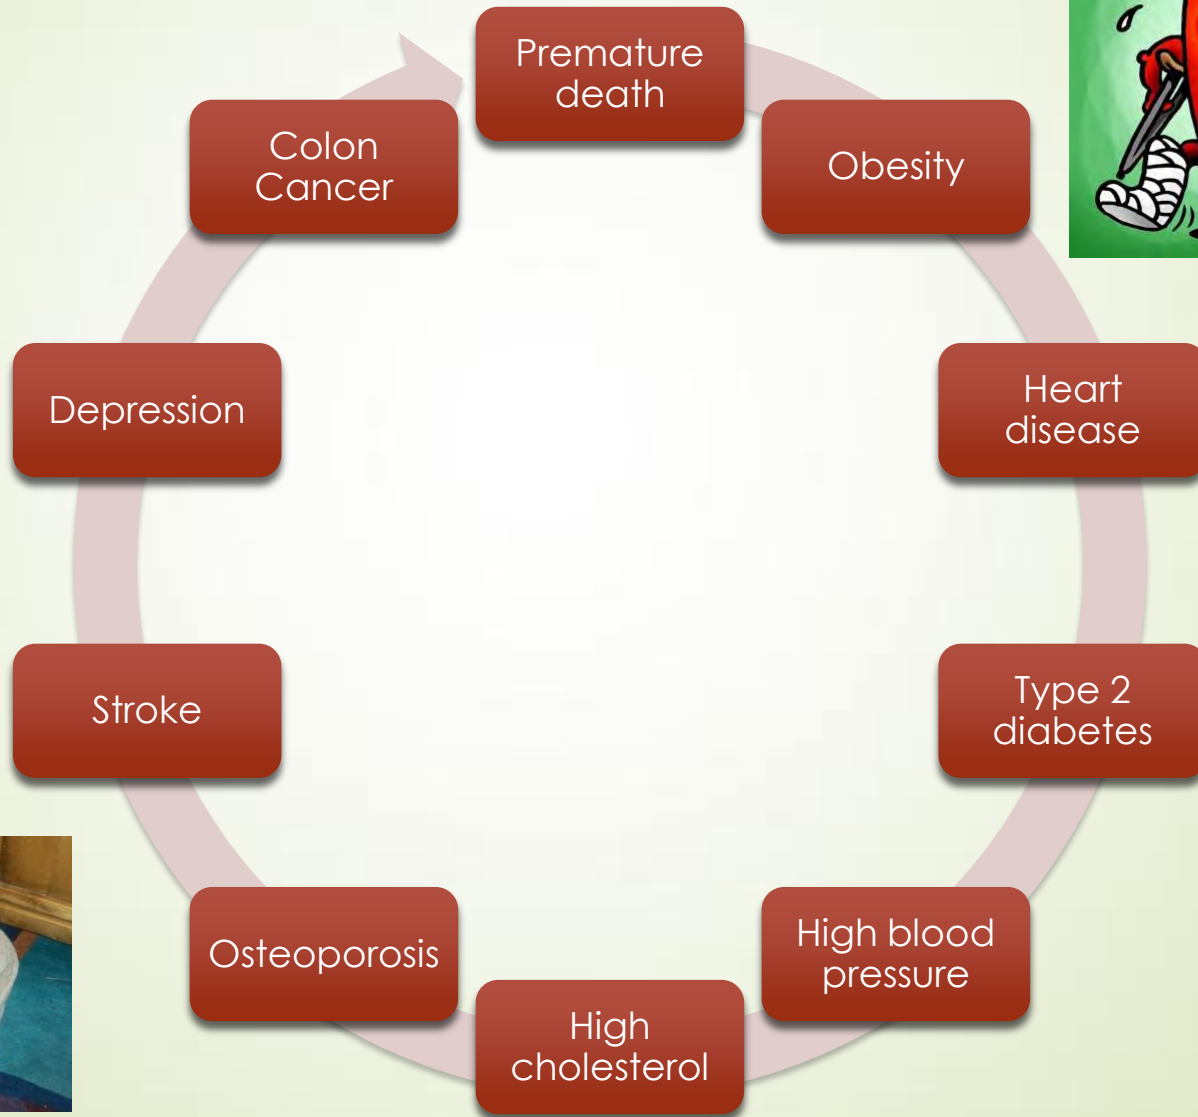 Premature
death
Obesity
Heart
disease
Type 2
diabetes
High blood
pressure
High
cholesterol
Osteoporosis
Stroke
Depression
Colon
Cancer